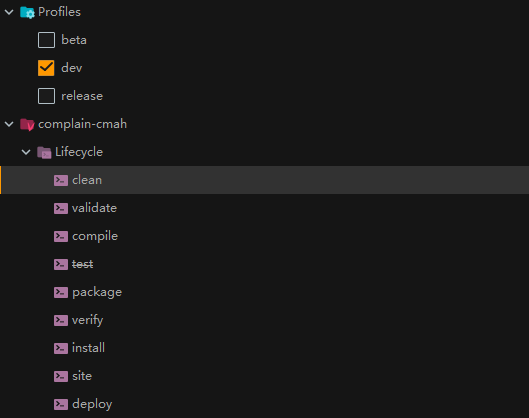 Profiles
beta
dev
release
complain-cmah
Lifecycle
clean
validate
compile
test
package
verify
install
site
deploy